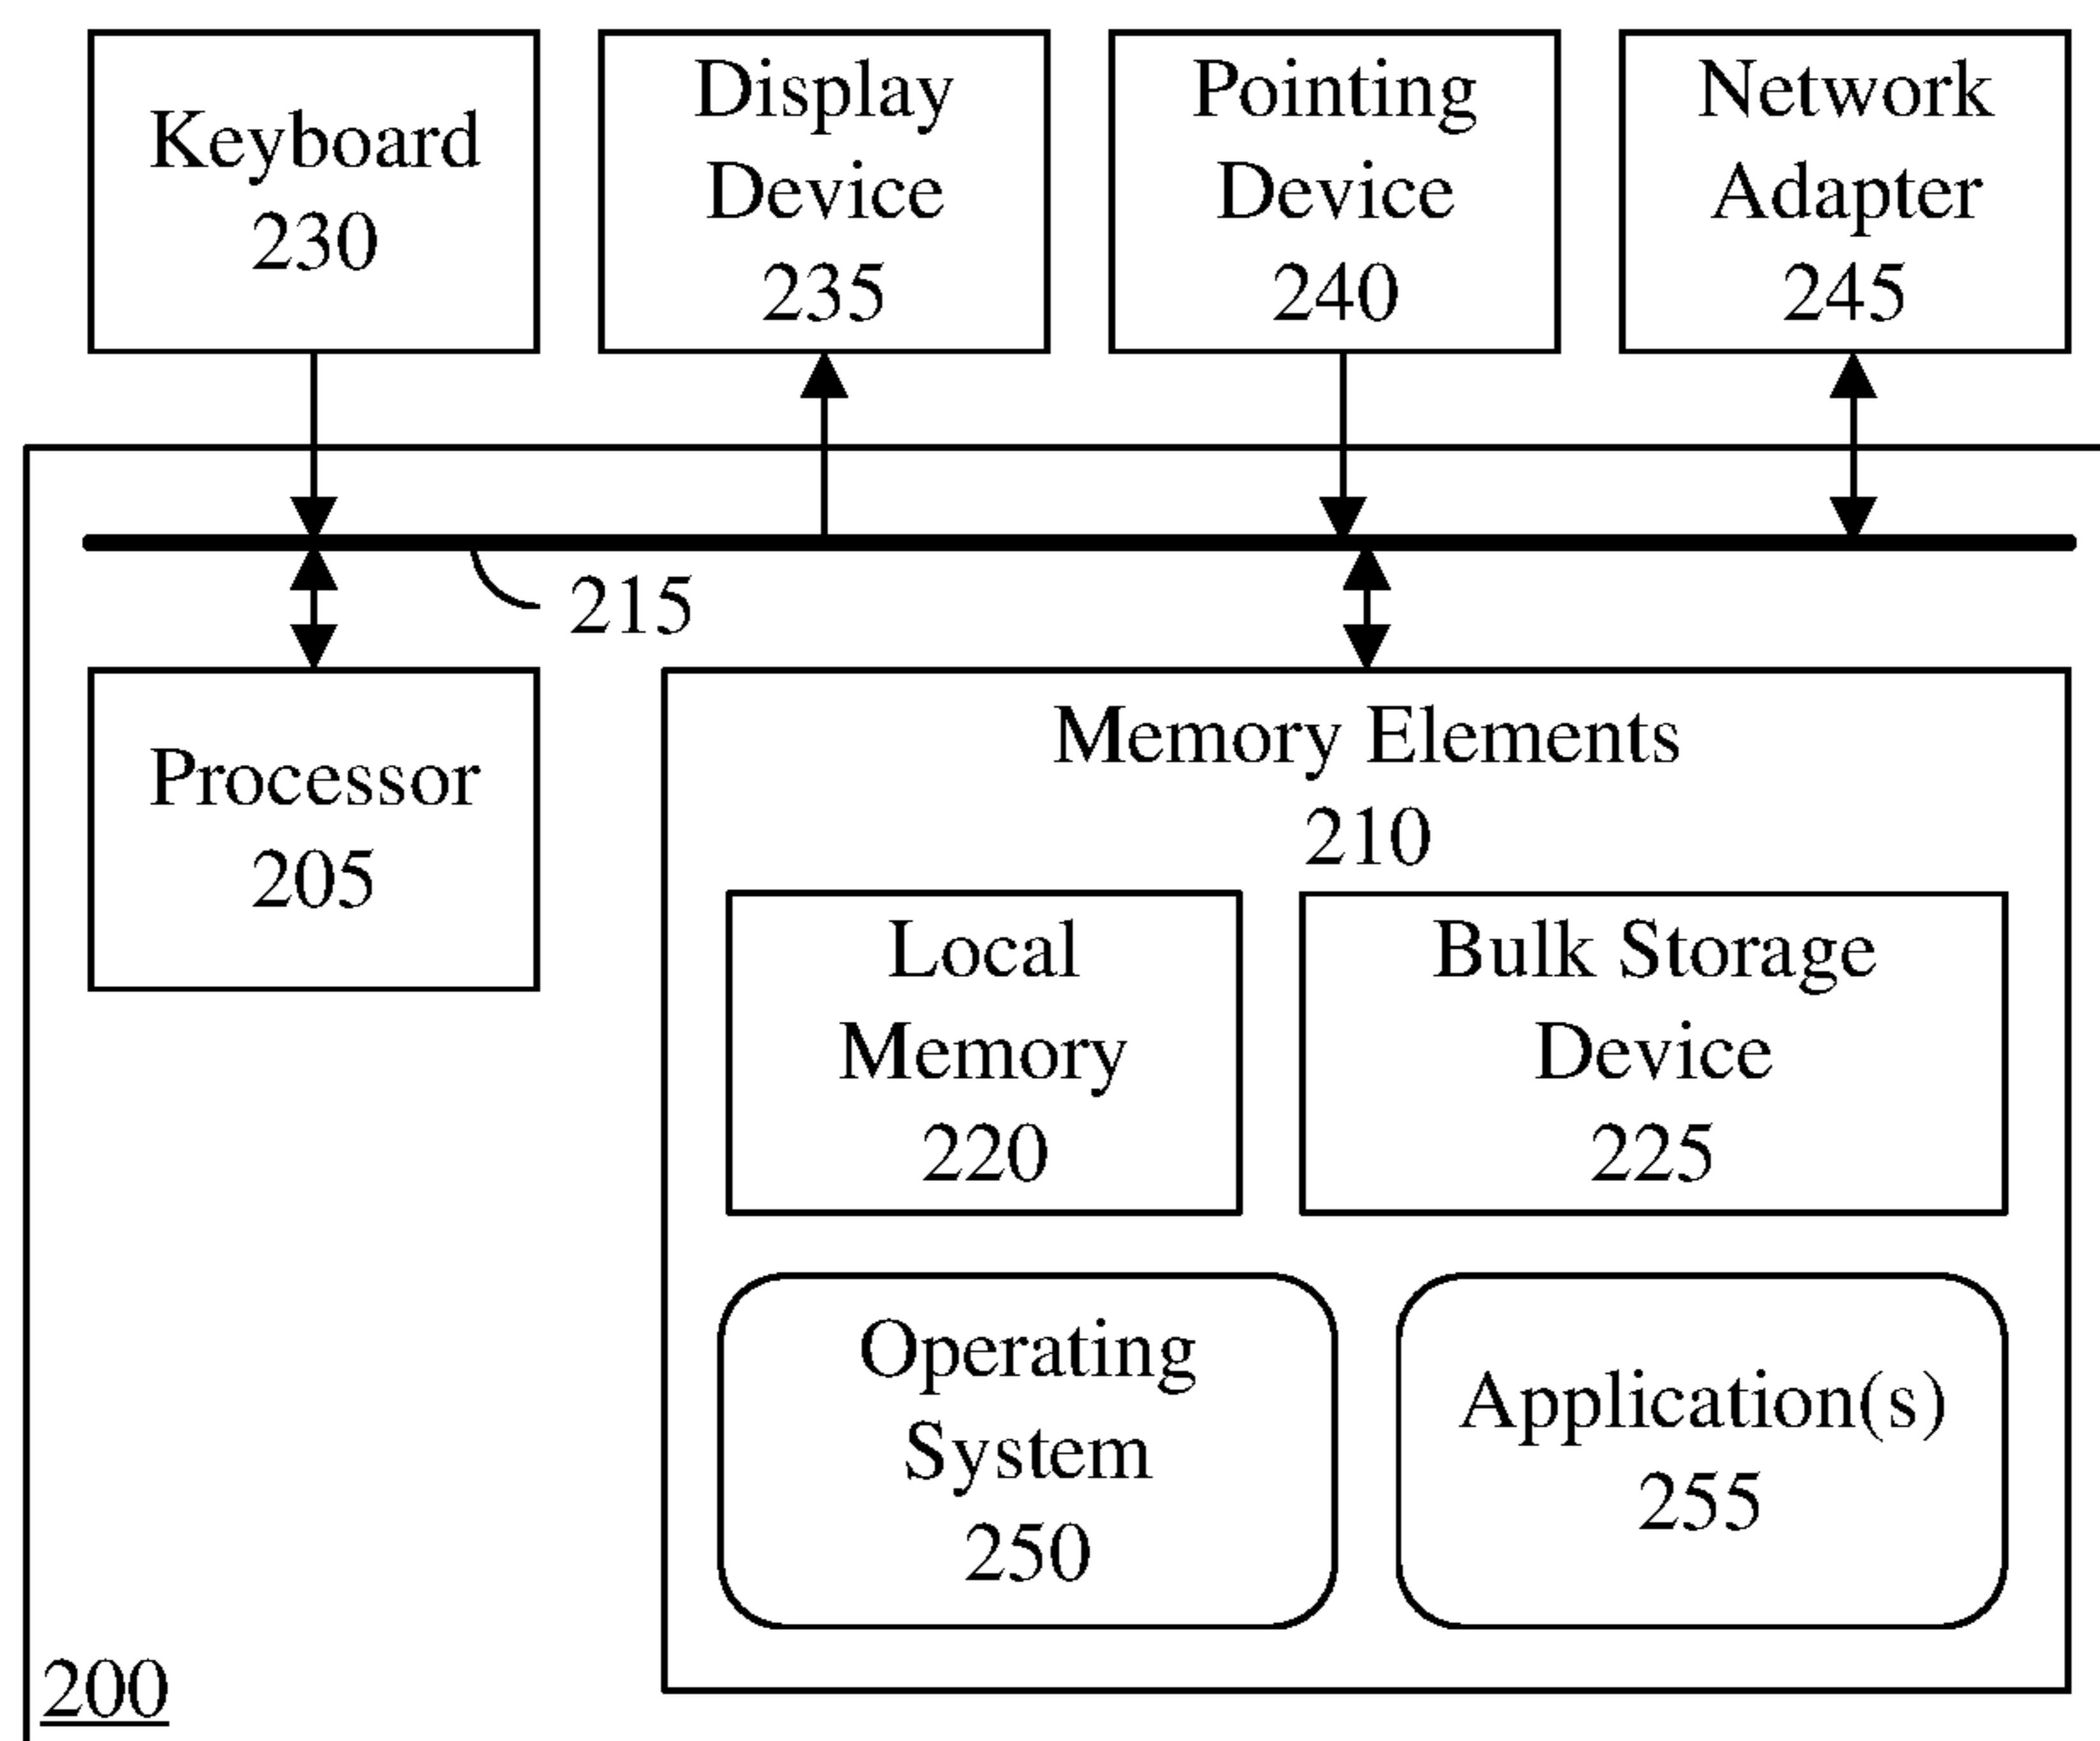 Keyboard
230
Display
Device
235
Pointing
Device
240
Network
Adapter
245
215
Processor
205
Memory Elements
210
Local
Memory
220
Bulk Storage
Device
225
Operating
System
250
Application(s)
255
200